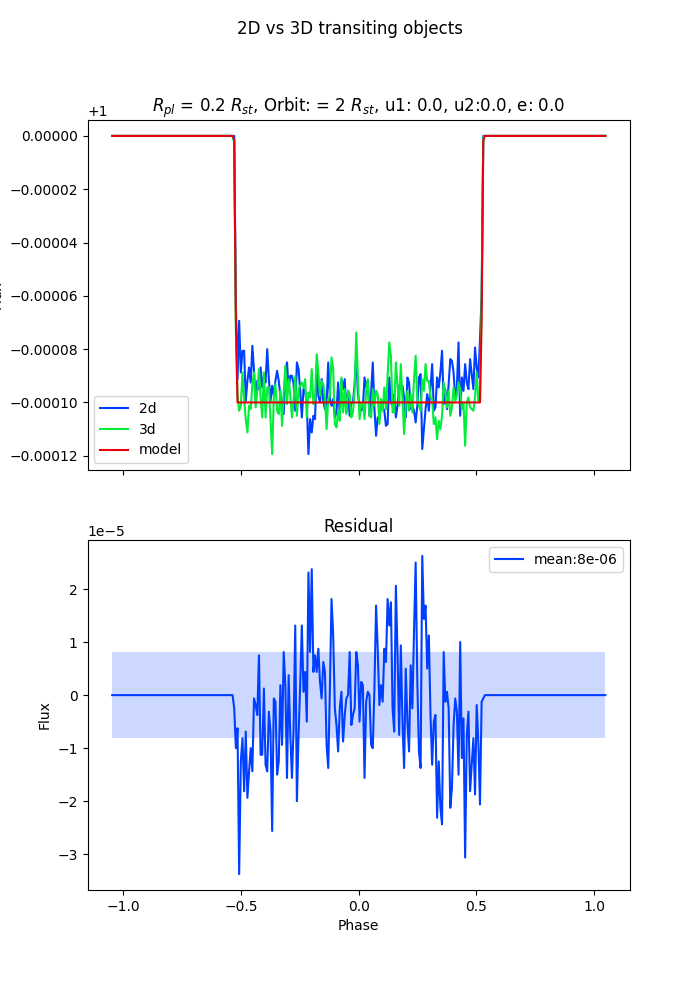 2D vs 3D transiting objects
R_pl = 0.2 R_st, Orbit: = 2 R_st, u1: 0.0, u2:0.0, e: 0.0
+1
0.00000
−0.00002
−0.00004
−0.00006
−0.00008
−0.00010
−0.00012
2d
3d
model
Residual
1e−5
mean:8e-06
2
1
0
−1
−2
−3
Flux
−1.0
−0.5
0.0
0.5
1.0
Phase